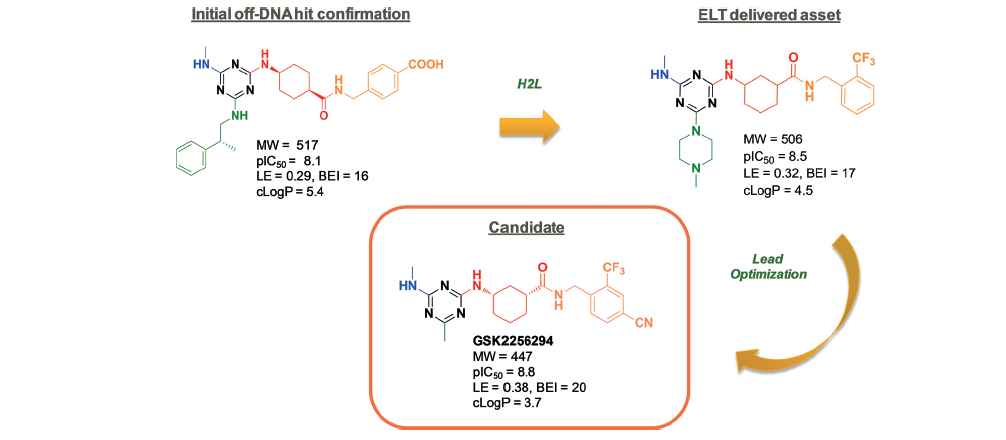 Initial off-DNA hit confirmation
HN
N
N
N
H
N
NH
H
N
O
COOH
MW = 517
pIC50 = 8.1
LE = 0.29, BEI = 16
cLogP = 5.4
H2L
ELT delivered asset
HN
N
N
N
H
N
N
N
O
N
H
CF3
MW = 506
pIC50 = 8.5
LE = 0.32, BEI = 17
cLogP = 4.5
Lead
Optimization
Candidate
HN
N
N
N
H
N
O
N
H
CF3
CN
GSK2256294
MW = 447
pIC50 = 8.8
LE = 0.38, BEI = 20
cLogP = 3.7